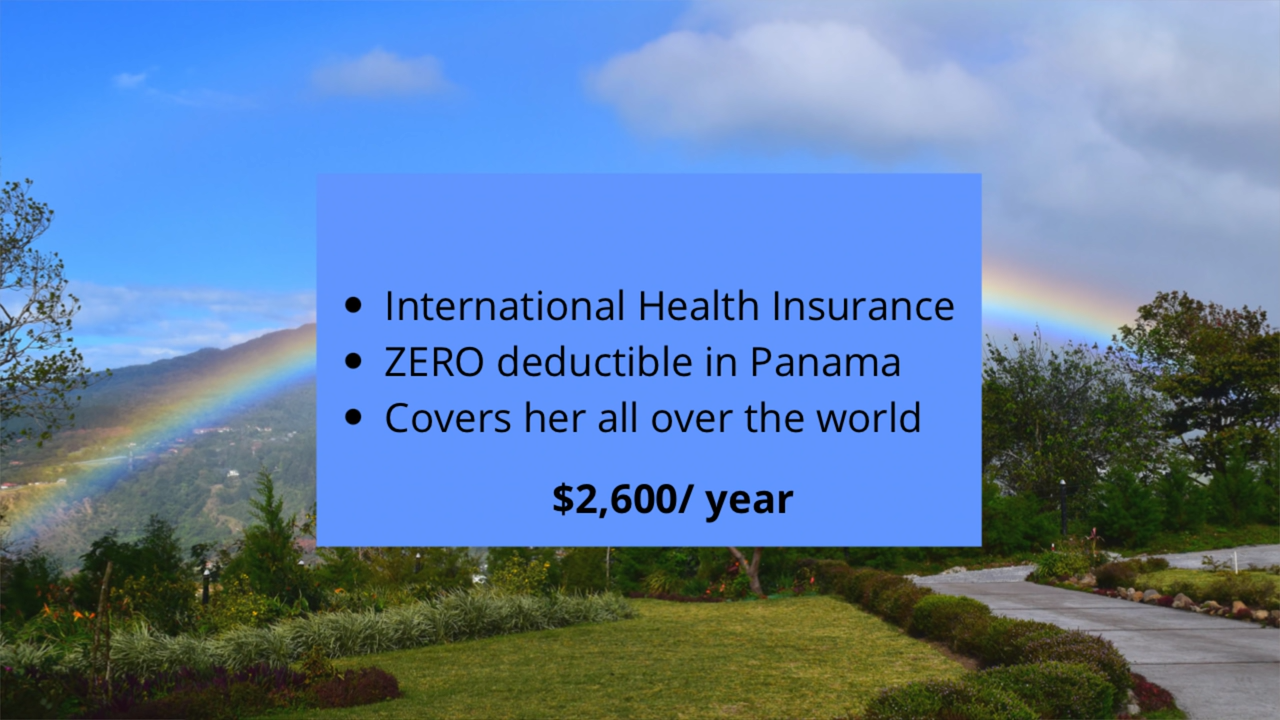 • International Health Insurance
• ZERO deductible in Panama
• Covers her all over the world
$2,600/ year